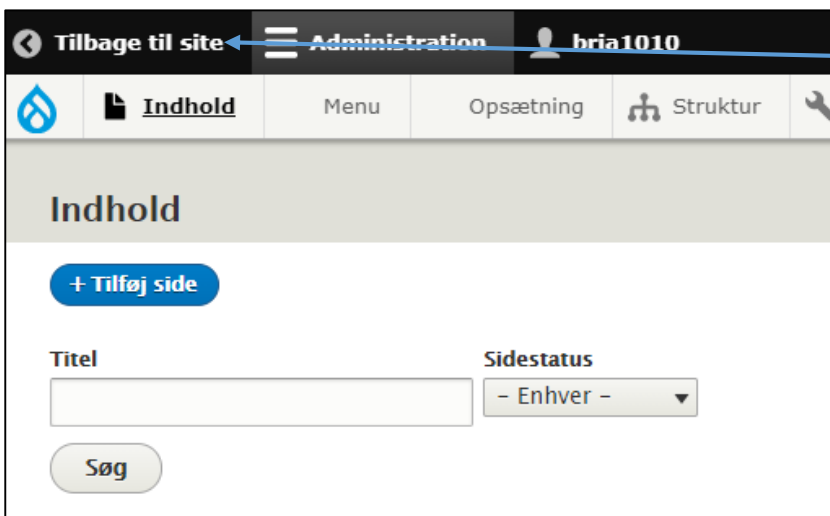 Tilbage til site Administration bria1010
Indhold Menu Opsætning Struktur
Indhold
+ Tilføj side
Titel Sidestatus
- Enhver -
Søg